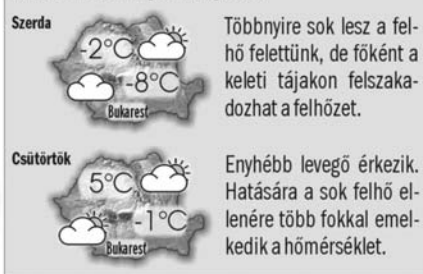 Szerda
-2°C
-8°C
Bukarest
Többnyire sok lesz a fel-
hő felettünk, de főként a
keleti tájakon felszaka-
dozhat a felhőzet.
Csütörtök
5°C
-1°C
Bukarest
Enyhébb levegő érkezik.
Hatására a sok felhő el-
lenére több fokkal emel-
kedik a hőmérséklet.